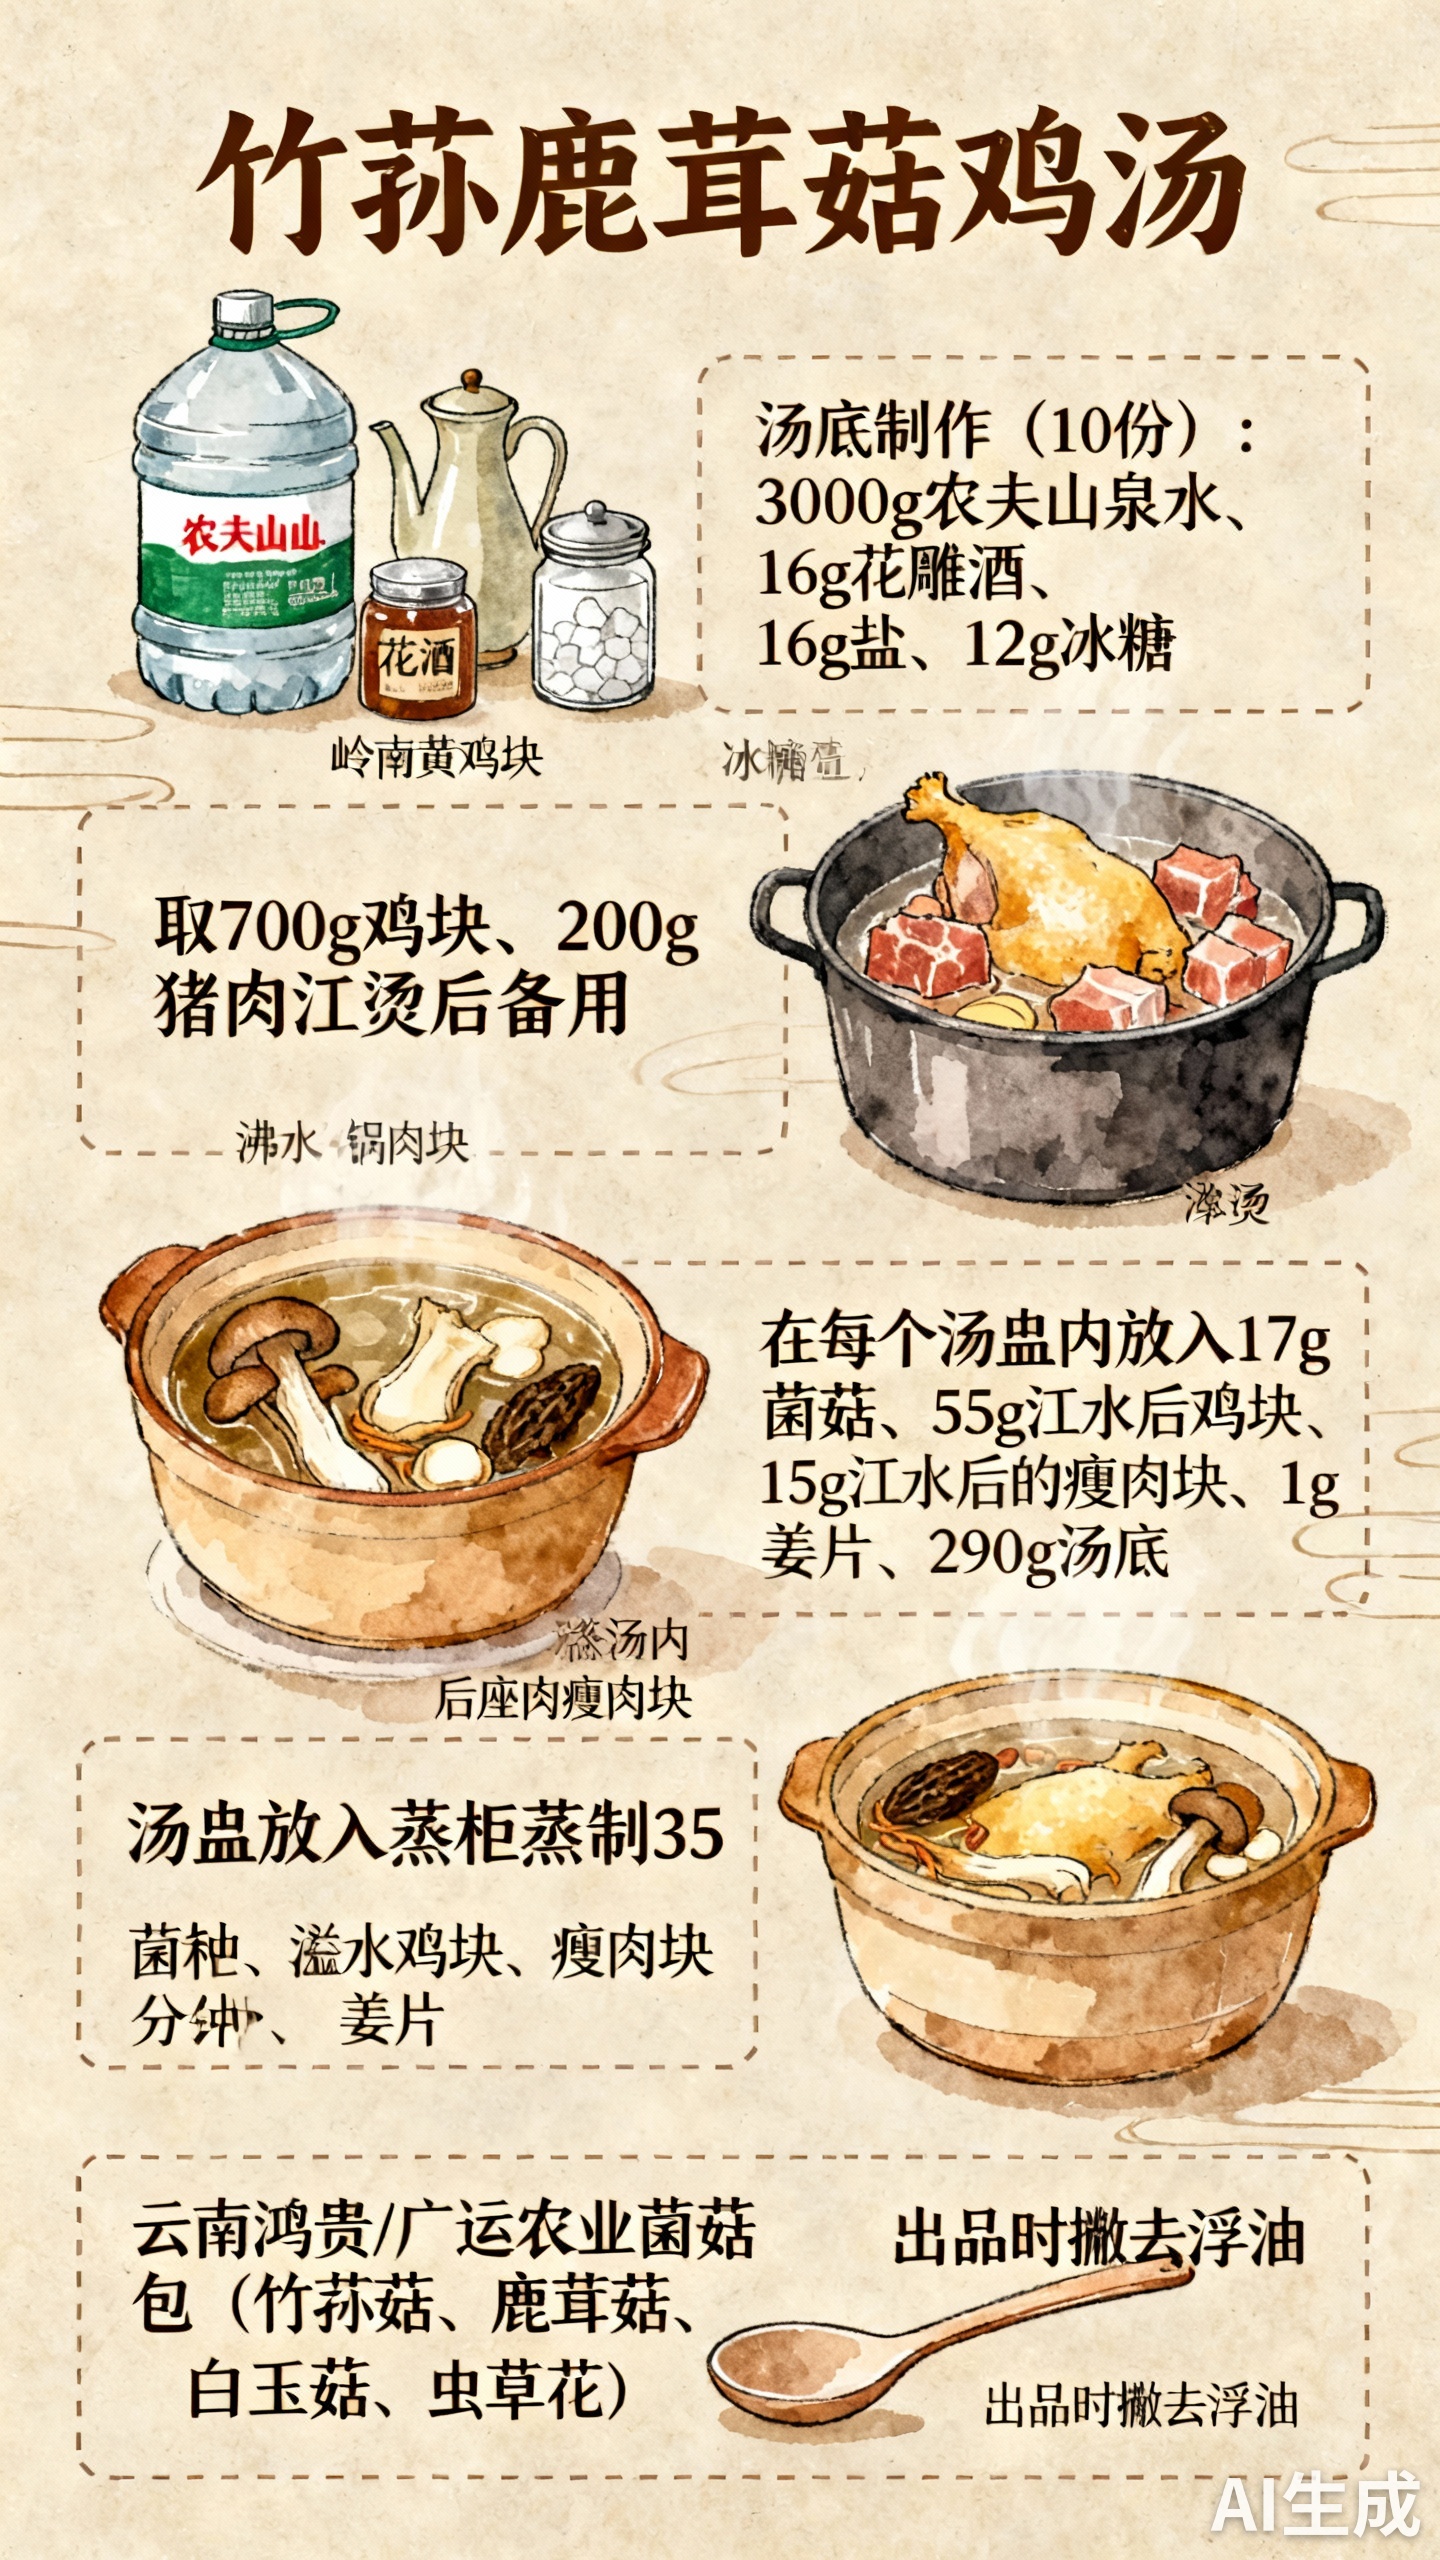 竹荪鹿茸菇鸡汤
汤底制作（10份）：
3000g农夫山泉水、
16g花雕酒、
16g盐、12g冰糖
农夫山山
花酒
岭南黄鸡块
冰糖
取700g鸡块、200g
猪肉江烫后备用
沸水 锅肉块
烫
在每个汤盅内放入17g
菌菇、55g江水后鸡块、
15g江水后的瘦肉块、1g
姜片、290g汤底
汤内
后座肉瘦肉块
汤盅放入蒸柜蒸制35
菌、溢水鸡块、瘦肉块
分钟、 姜片
云南鸿贵/广运农业菌菇
包（竹荪菇、鹿茸菇、
白玉菇、虫草花）
出品时撇去浮油
出品时撇去浮油
AI生成